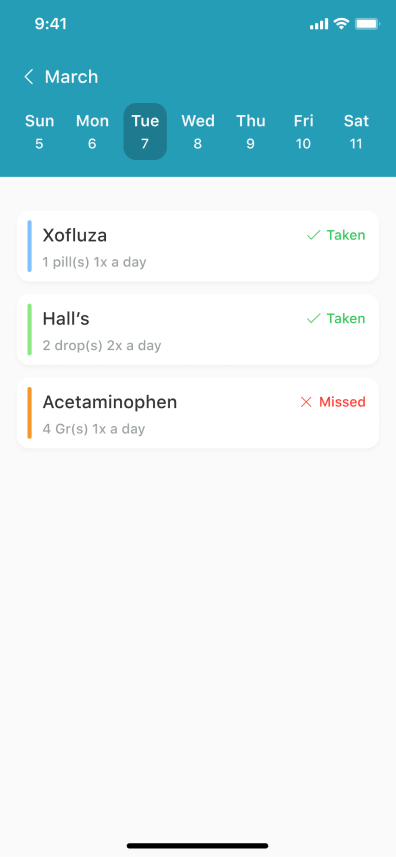 9:41
March
Sun Mon Tue Wed Thu Fri Sat
5 6 7 8 9 10 11
Xofluza Taken
1 pill(s) 1x a day
Hall’s Taken
2 drop(s) 2x a day
Acetaminophen Missed
4 Gr(s) 1x a day